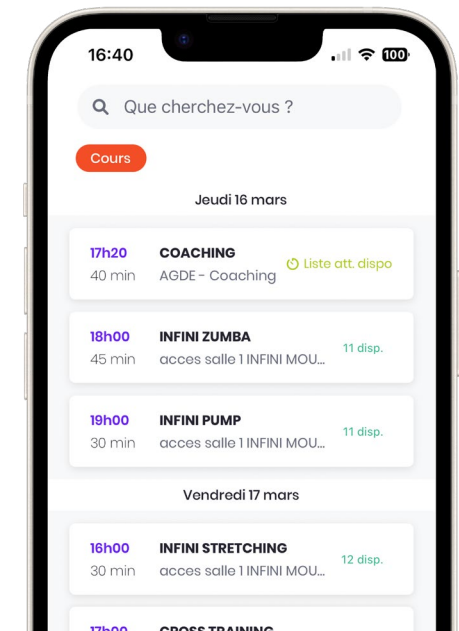 16:40
100
Que cherchez-vous ?
Cours
Jeudi 16 mars
17h20 COACHING
Liste att. dispo
40 min AGDE - Coaching
18h00 INFINI ZUMBA
11 disp.
45 min acces salle 1 INFINI MOU...
19h00 INFINI PUMP
11 disp.
30 min acces salle 1 INFINI MOU...
Vendredi 17 mars
16h00 INFINI STRETCHING
12 disp.
30 min acces salle 1 INFINI MOU...
17h00 CROSS TRAINING